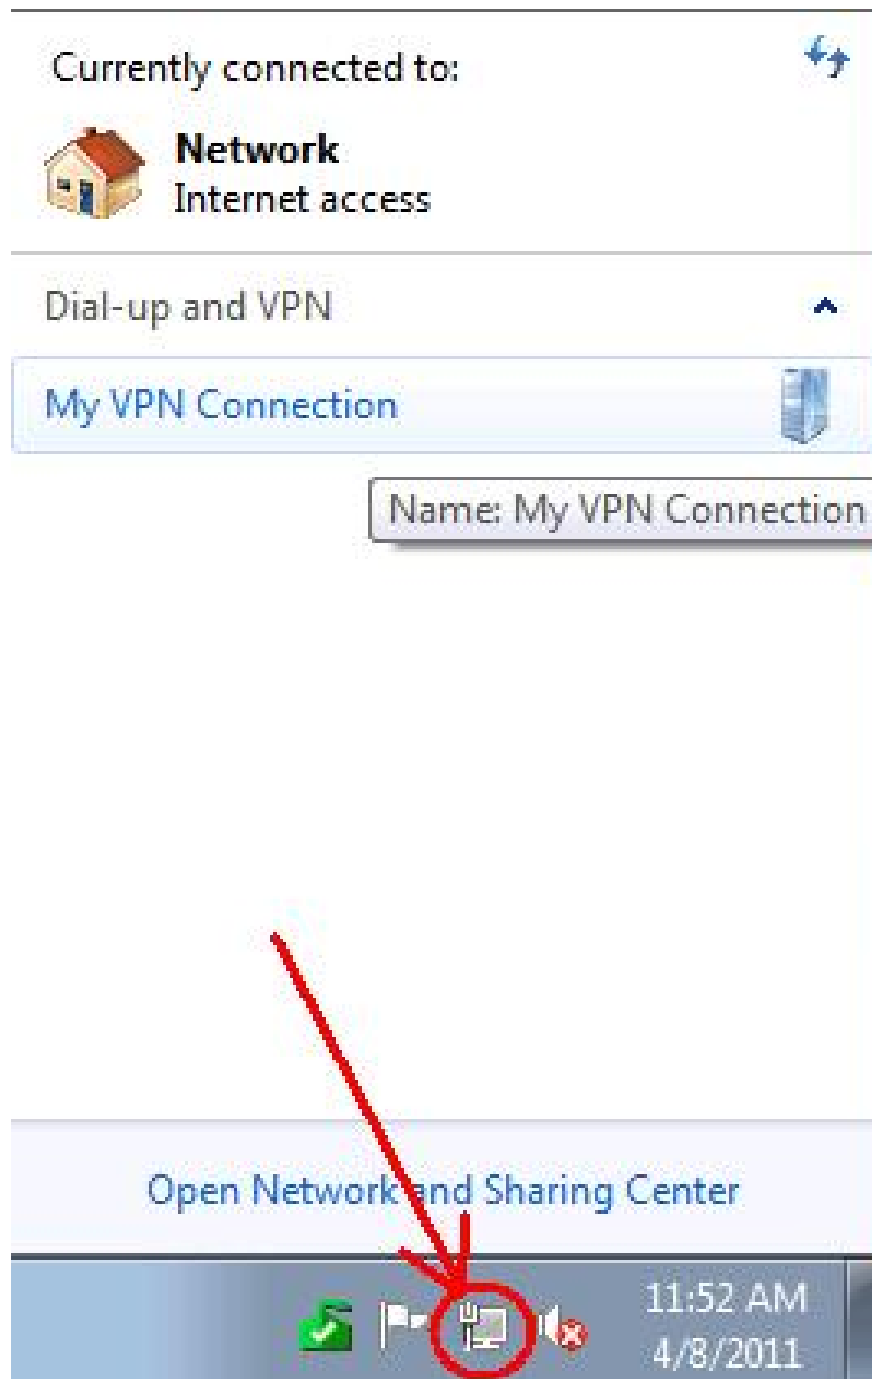 Currently connected to:
Network
Internet access
Dial-up and VPN
My VPN Connection
Name: My VPN Connection
Open Network and Sharing Center
11:52 AM
4/8/2011